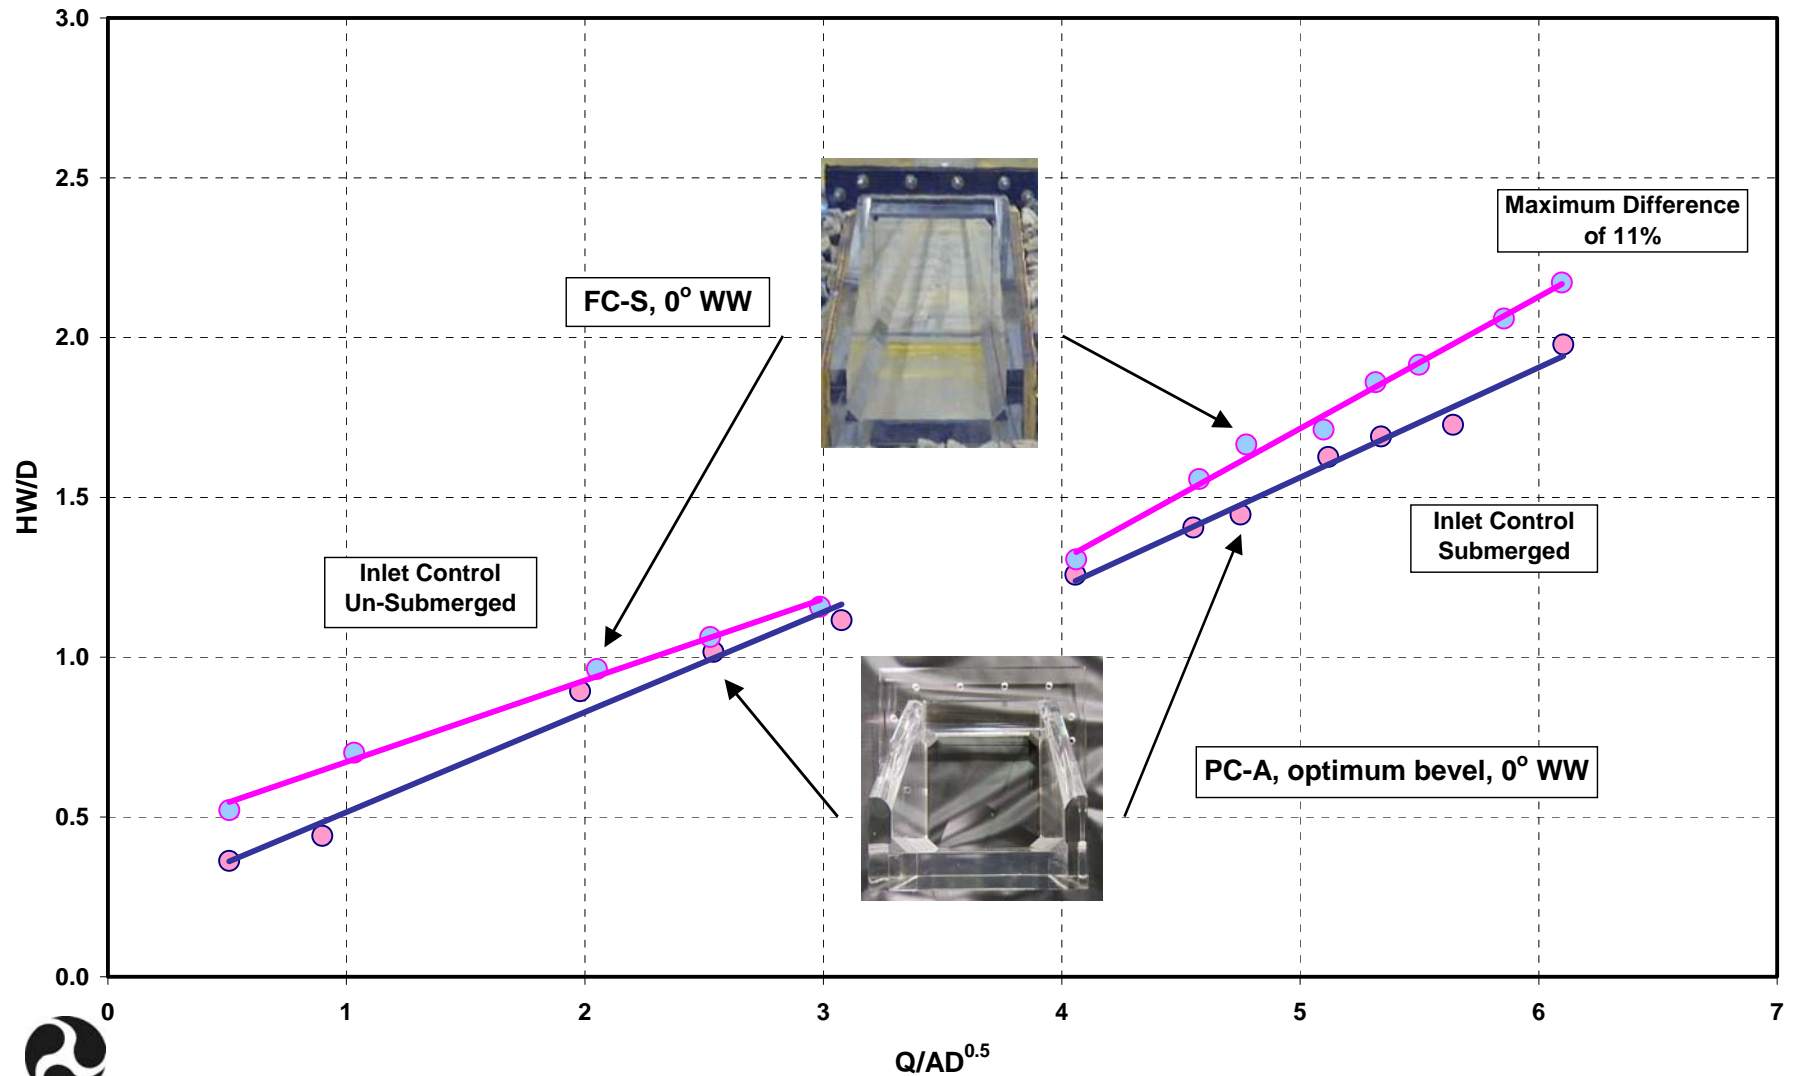 3.0
2.5
2.0
1.5
1.0
0.5
0.0
HW/D
Maximum Difference
of 11%
FC-S, 0° WW
Inlet Control
Submerged
Inlet Control
Un-Submerged
PC-A, optimum bevel, 0° WW
0 1 2 3 4 5 6 7
Q/AD^0.5